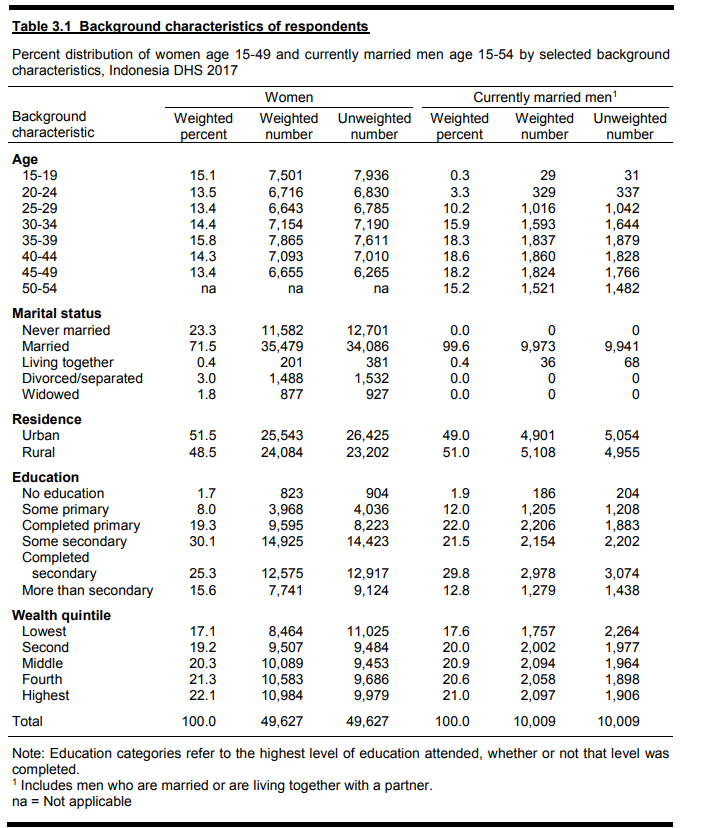 Table 3.1 Background characteristics of respondents
Percent distribution of women age 15-49 and currently married men age 15-54 by selected background
characteristics, Indonesia DHS 2017
Women Currently married men¹
Background Weighted Weighted Unweighted Weighted Weighted Unweighted
characteristic percent number number percent number number
Age
15-19 15.1 7,501 7,936 0.3 29 31
20-24 13.5 6,716 6,830 3.3 329 337
25-29 13.4 6,643 6,785 10.2 1,016 1,042
30-34 14.4 7,154 7,190 15.9 1,593 1,644
35-39 15.8 7,865 7,611 18.3 1,837 1,879
40-44 14.3 7,093 7,010 18.6 1,860 1,828
45-49 13.4 6,655 6,265 18.2 1,824 1,766
50-54 na na na 15.2 1,521 1,482
Marital status
Never married 23.3 11,582 12,701 0.0 0 0
Married 71.5 35,479 34,086 99.6 9,973 9,941
Living together 0.4 201 381 0.4 36 68
Divorced/separated 3.0 1,488 1,532 0.0 0 0
Widowed 1.8 877 927 0.0 0 0
Residence
Urban 51.5 25,543 26,425 49.0 4,901 5,054
Rural 48.5 24,084 23,202 51.0 5,108 4,955
Education
No education 1.7 823 904 1.9 186 204
Some primary 8.0 3,968 4,036 12.0 1,205 1,208
Completed primary 19.3 9,595 8,223 22.0 2,206 1,883
Some secondary 30.1 14,925 14,423 21.5 2,154 2,202
Completed
secondary 25.3 12,575 12,917 29.8 2,978 3,074
More than secondary 15.6 7,741 9,124 12.8 1,279 1,438
Wealth quintile
Lowest 17.1 8,464 11,025 17.6 1,757 2,264
Second 19.2 9,507 9,484 20.0 2,002 1,977
Middle 20.3 10,089 9,453 20.9 2,094 1,964
Fourth 21.3 10,583 9,686 20.6 2,058 1,898
Highest 22.1 10,984 9,979 21.0 2,097 1,906
Total 100.0 49,627 49,627 100.0 10,009 10,009
Note: Education categories refer to the highest level of education attended, whether or not that level was
completed.
¹ Includes men who are married or are living together with a partner.
na = Not applicable